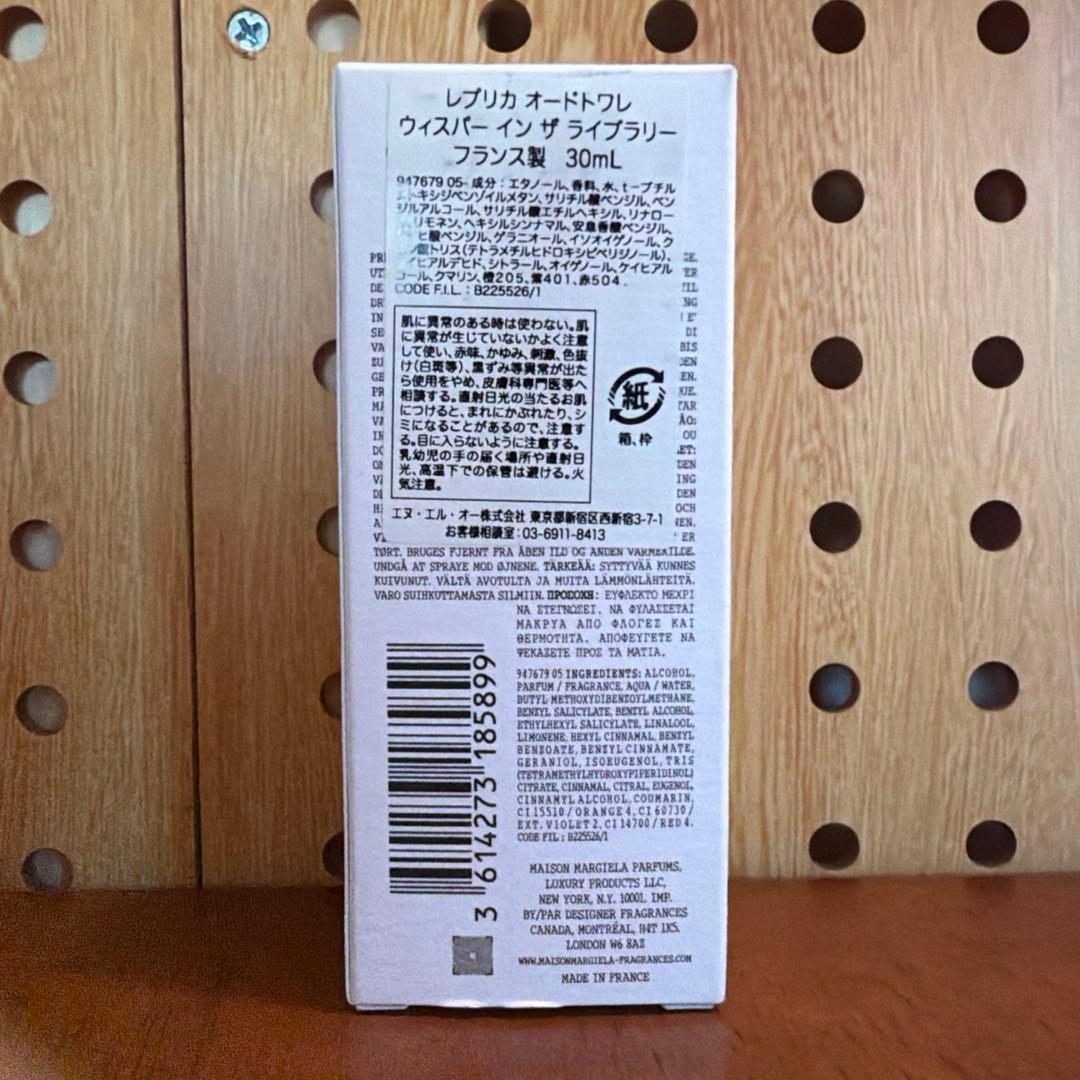 レプリカ オードトワレ
ウィスパー イン ザ ライブラリー
フランス製 30mL
947679 05- 成分：エタノール、香料、水、t-ブチル
トキシジベンゾイルメタン、サリチル酸ベンジル、ベン
ジルアルコール、サリチル酸エチルヘキシル、リナロー
リモネン、ヘキシルシンナマル、安息香酸ベンジル、
ヒ酸ベンジル、ゲラニオール、イソオイゲノール、ク
トリス(テトラメチルヒドロキシピペリジノール)、
イヒアルデヒド、シトラール、オイゲノール、ケイヒアル
コール、クマリン、橙205、紫401、赤504.
CODE F.I.L. : B225526/1
肌に異常のある時は使わない。肌
に異常が生じていないかよく注意
して使い、赤味、かゆみ、刺激、色抜
け(白斑等)、黒ずみ等異常が出た
ら使用をやめ、皮膚科専門医等へ
相談する。直射日光の当たるお肌
につけると、まれにかぶれたり、シ
ミになることがあるので、注意す
る。目に入らないように注意する。
乳幼児の手の届く場所や直射日
光、高温下での保管は避ける。火
気注意。
紙
箱、枠
エヌ・エル・オー株式会社 東京都新宿区西新宿3-7-1
お客様相談室：03-6911-8413
TØRT. BRUGES FJERNT FRA ÅBEN ILD OG ANDEN VARMEKILDE.
UNDGÅ AT SPRAYE MOD ØJNENE. TÄRKEÄÄ: SYTTYVÄÄ KUNNES
KUIVUNUT. VÄLTÄ AVOTULTA JA MUITA LÄMMÖNLÄHTEITÄ.
VARO SUIHKUTTAMASTA SILMIIN. ΠΡΟΣΟΧΗ: ΕΥΦΛΕΚΤΟ ΜΕΧΡΙ
ΝΑ ΣΤΕΓΝΩΣΕΙ. ΝΑ ΦΥΛΑΣΣΕΤΑΙ
ΜΑΚΡΥΑ ΑΠΟ ΦΛΟΓΕΣ ΚΑΙ
ΘΕΡΜΟΤΗΤΑ. ΑΠΟΦΕΥΓΕΤΕ ΝΑ
ΨΕΚΑΖΕΤΕ ΠΡΟΣ ΤΑ ΜΑΤΙΑ.
947679 05 INGREDIENTS: ALCOHOL,
PARFUM / FRAGRANCE, AQUA / WATER,
BUTYL METHOXYDIBENZOYLMETHANE,
BENZYL SALICYLATE, BENZYL ALCOHOL,
ETHYLHEXYL SALICYLATE, LINALOOL,
LIMONENE, HEXYL CINNAMAL, BENZYL
BENZOATE, BENZYL CINNAMATE,
GERANIOL, ISOEUGENOL, TRIS
(TETRAMETHYLHYDROXYPIPERIDINOL)
CITRATE, CINNAMAL, CITRAL, EUGENOL,
CINNAMYL ALCOHOL, COUMARIN,
CI 15510 / ORANGE 4, CI 60730 /
EXT. VIOLET 2, CI 14700 / RED 4.
CODE FIL : B225526/1
3 614273 185899
MAISON MARGIELA PARFUMS,
LUXURY PRODUCTS LLC,
NEW YORK, N.Y. 10001. IMP.
BY/PAR DESIGNER FRAGRANCES
CANADA, MONTRÉAL, H4T 1K5.
LONDON W6 8AZ
WWW.MAISONMARGIELA-FRAGRANCES.COM
MADE IN FRANCE